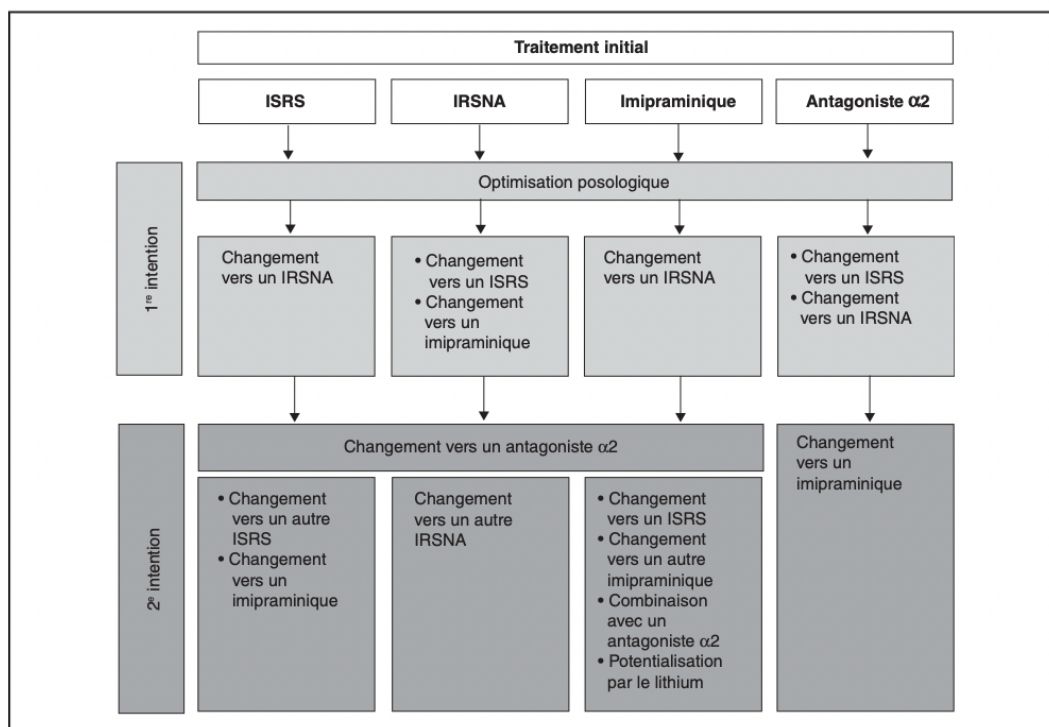 Traitement initial
ISRS
IRSNA
Imipraminique
Antagoniste α2
1re intention
Optimisation posologique
Changement
vers un IRSNA
• Changement
vers un ISRS
• Changement
vers un
imipraminique
Changement
vers un IRSNA
• Changement
vers un ISRS
• Changement
vers un IRSNA
2e intention
Changement vers un antagoniste α2
• Changement
vers un autre
ISRS
• Changement
vers un
imipraminique
Changement
vers un autre
IRSNA
• Changement
vers un ISRS
• Changement
vers un autre
imipraminique
• Combinaison
avec un
antagoniste α2
• Potentialisation
par le lithium
Changement
vers un
imipraminique